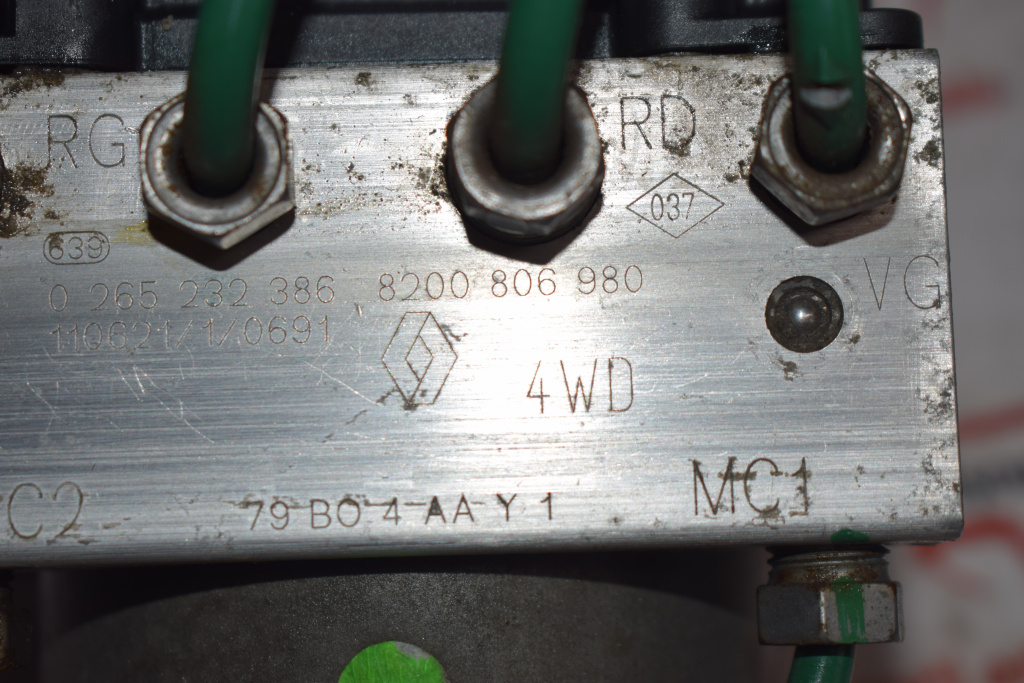 RG
RD
037
639
VG
0 265 232 386 8200 806 980
110621/1/0691
4WD
MC1
C2
79 BO 4 AA Y 1